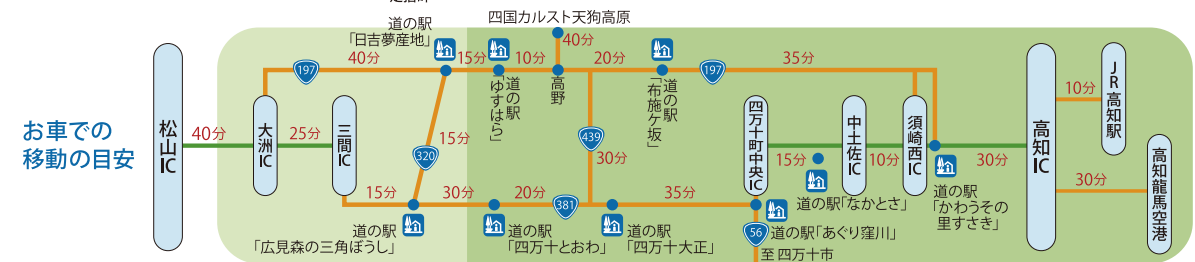 四国カルスト天狗高原
道の駅
「日吉夢産地」
40分
40分
15分
10分
20分
35分
197
197
道の駅
「ゆすはら」
高野
道の駅
「布施ケ坂」
お車での
移動の目安
松山IC
40分
大洲IC
25分
三間IC
15分
320
439
30分
四万十町中央IC
15分
中土佐IC
10分
須崎西IC
30分
高知IC
10分
JR高知駅
30分
高知龍馬空港
15分
30分
20分
381
35分
道の駅「なかとさ」
道の駅
「かわうその
里すさき」
道の駅
「広見森の三角ぼうし」
道の駅
「四万十とおわ」
道の駅
「四万十大正」
道の駅「あぐり窪川」
56
至 四万十市